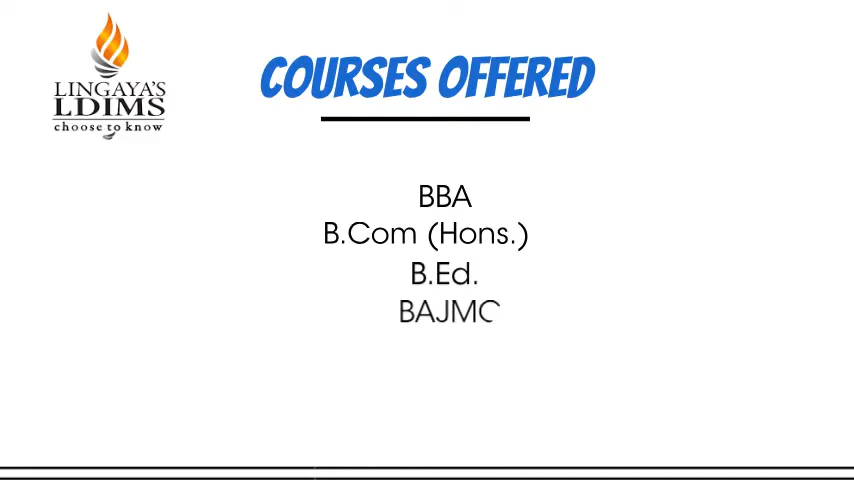 LINGAYA'S
LDIMS
choose to know
COURSES OFFERED
BBA
B.Com (Hons.)
B.Ed.
BAJMC